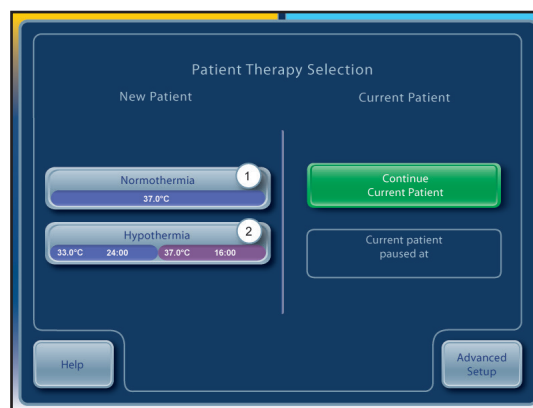 Patient Therapy Selection
New Patient
Current Patient
Normothermia
1
37.0°C
Hypothermia
2
33.0°C 24:00 37.0°C 16:00
Continue
Current Patient
Current patient
paused at
Help
Advanced
Setup